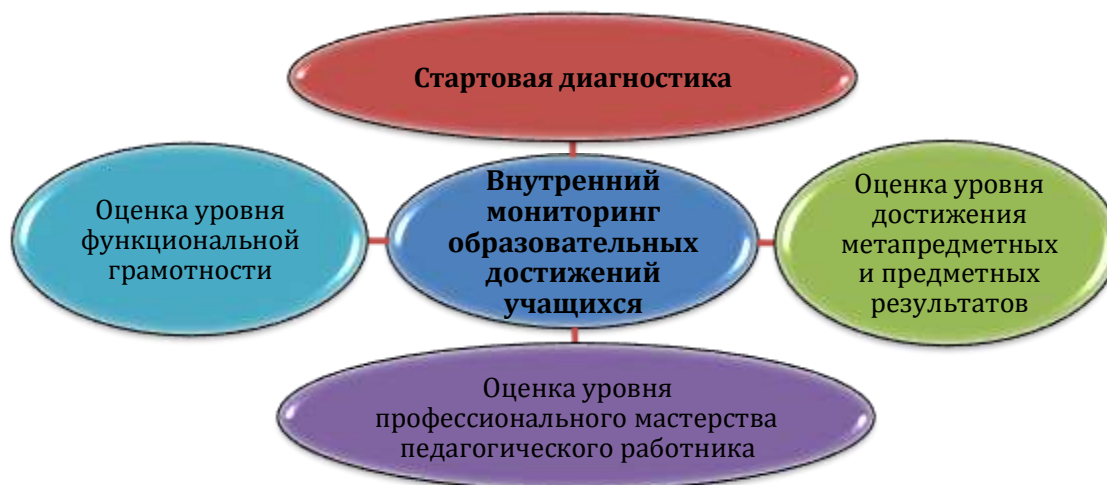 Стартовая диагностика
Оценка уровня
функциональной
грамотности
Внутренний
мониторинг
образовательных
достижений
учащихся
Оценка уровня
достижения
метапредметных
и предметных
результатов
Оценка уровня
профессионального мастерства
педагогического работника